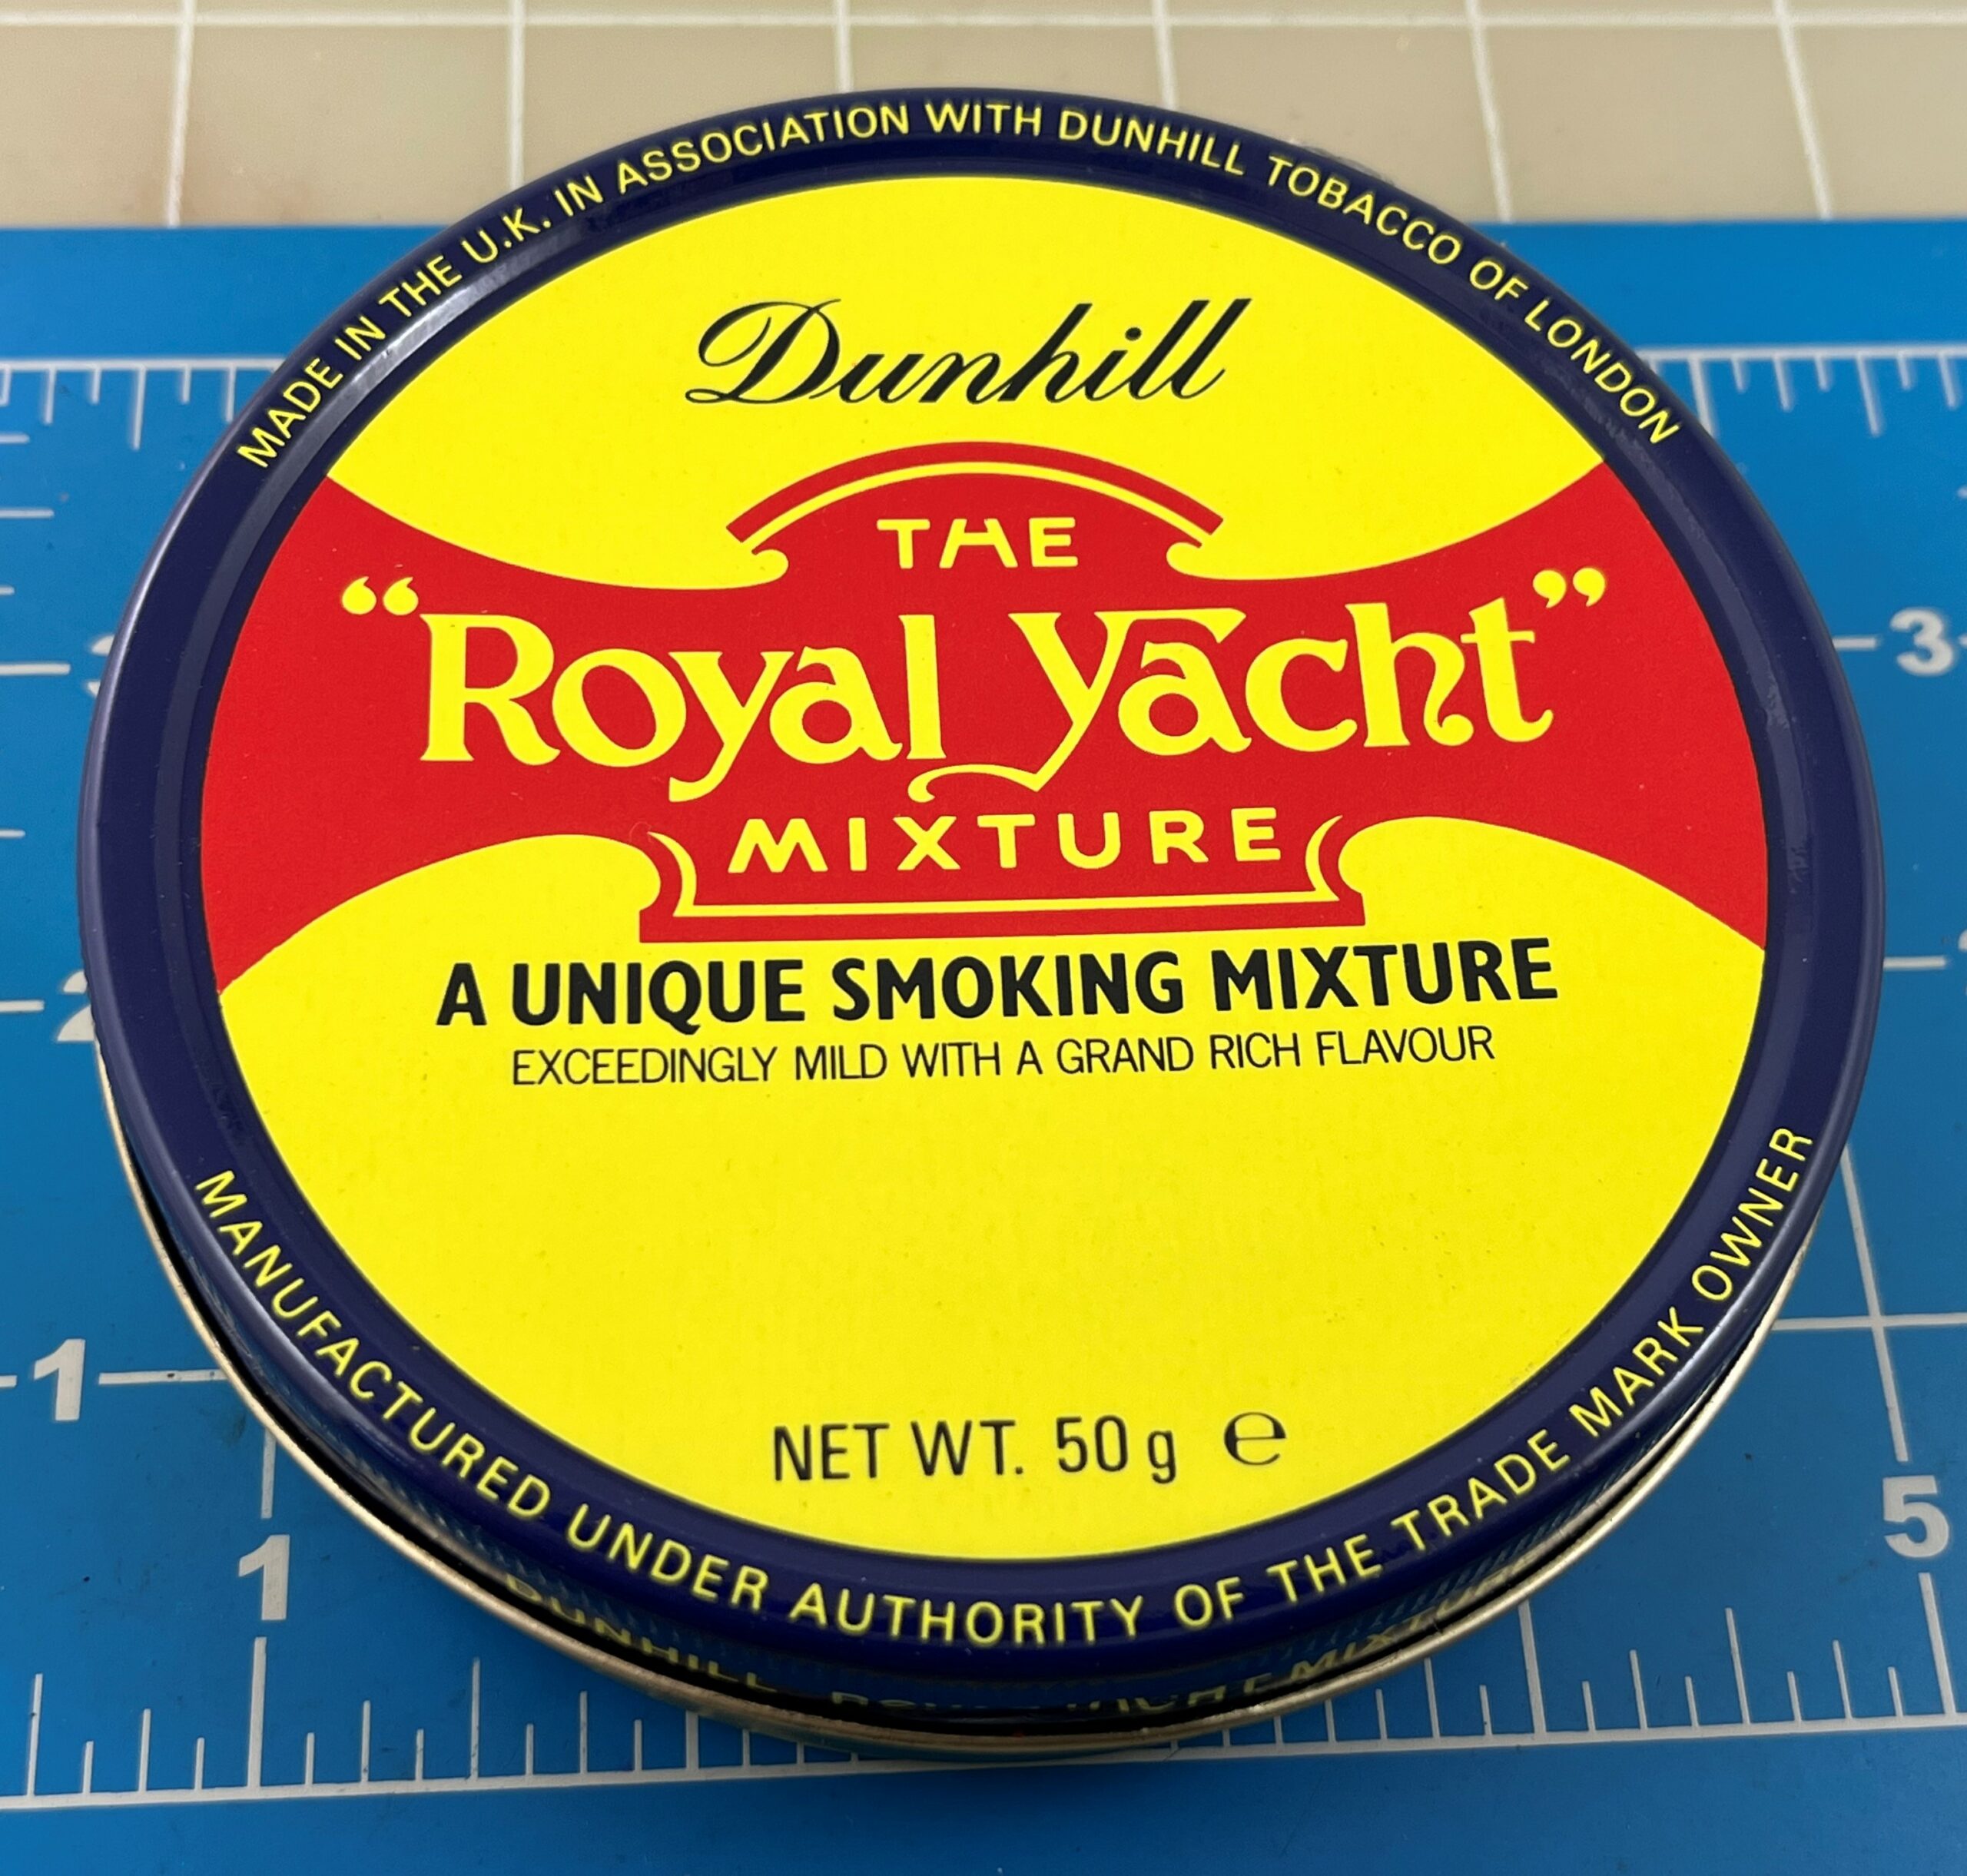 MADE IN THE U.K. IN ASSOCIATION WITH DUNHILL TOBACCO OF LONDON
Dunhill
THE
“Royal Yacht”
MIXTURE
A UNIQUE SMOKING MIXTURE
EXCEEDINGLY MILD WITH A GRAND RICH FLAVOUR
NET WT. 50 g ℮
MANUFACTURED UNDER AUTHORITY OF THE TRADE MARK OWNER
DUNHILL
MIXTURE
3
1
1
5